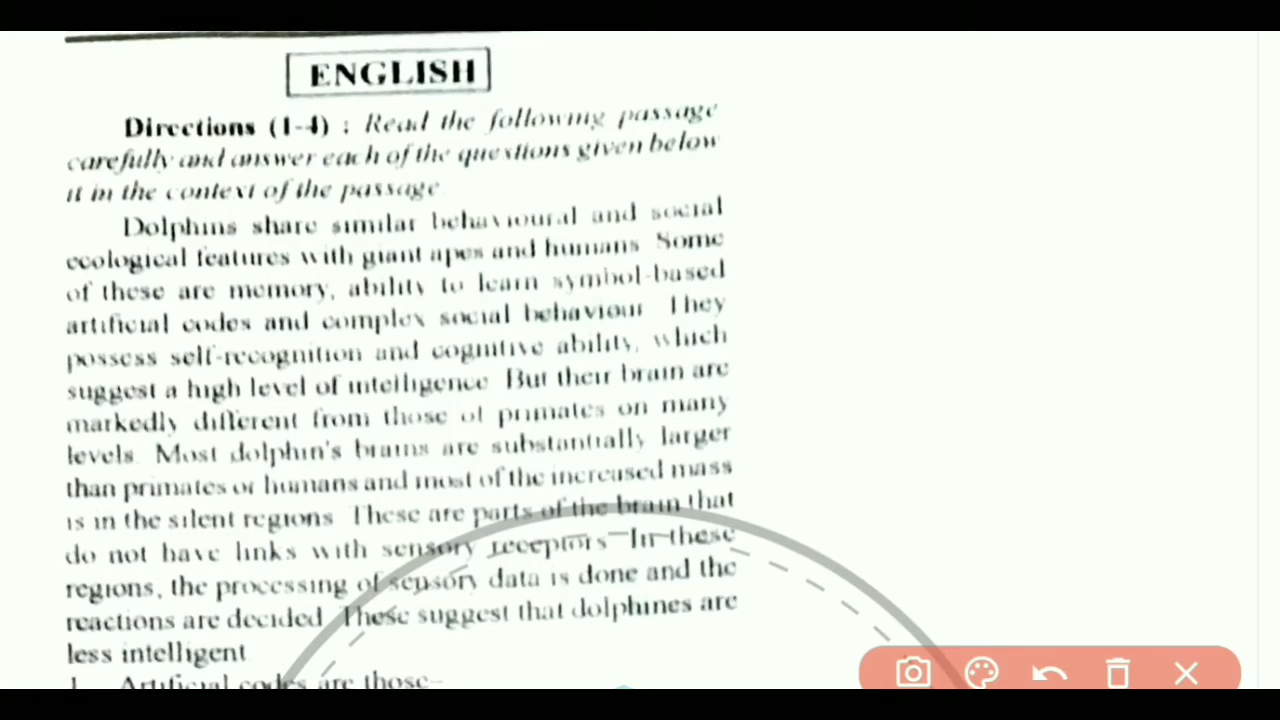 ENGLISH
Directions (1-4) : Read the following passage
carefully and answer each of the questions given below
it in the context of the passage
Dolphins share similar behavioural and social
ecological features with giant apes and humans Some
of these are memory, ability to learn symbol-based
artificial codes and complex social behaviour They
possess self-recognition and cognitive ability, which
suggest a high level of intelligence But their brain are
markedly different from those of primates on many
levels. Most dolphin's brains are substantially larger
than primates or humans and most of the increased mass
is in the silent regions These are parts of the brain that
do not have links with sensory receptors In these
regions, the processing of sensory data is done and the
reactions are decided These suggest that dolphines are
less intelligent
1. Artificial codes are those–